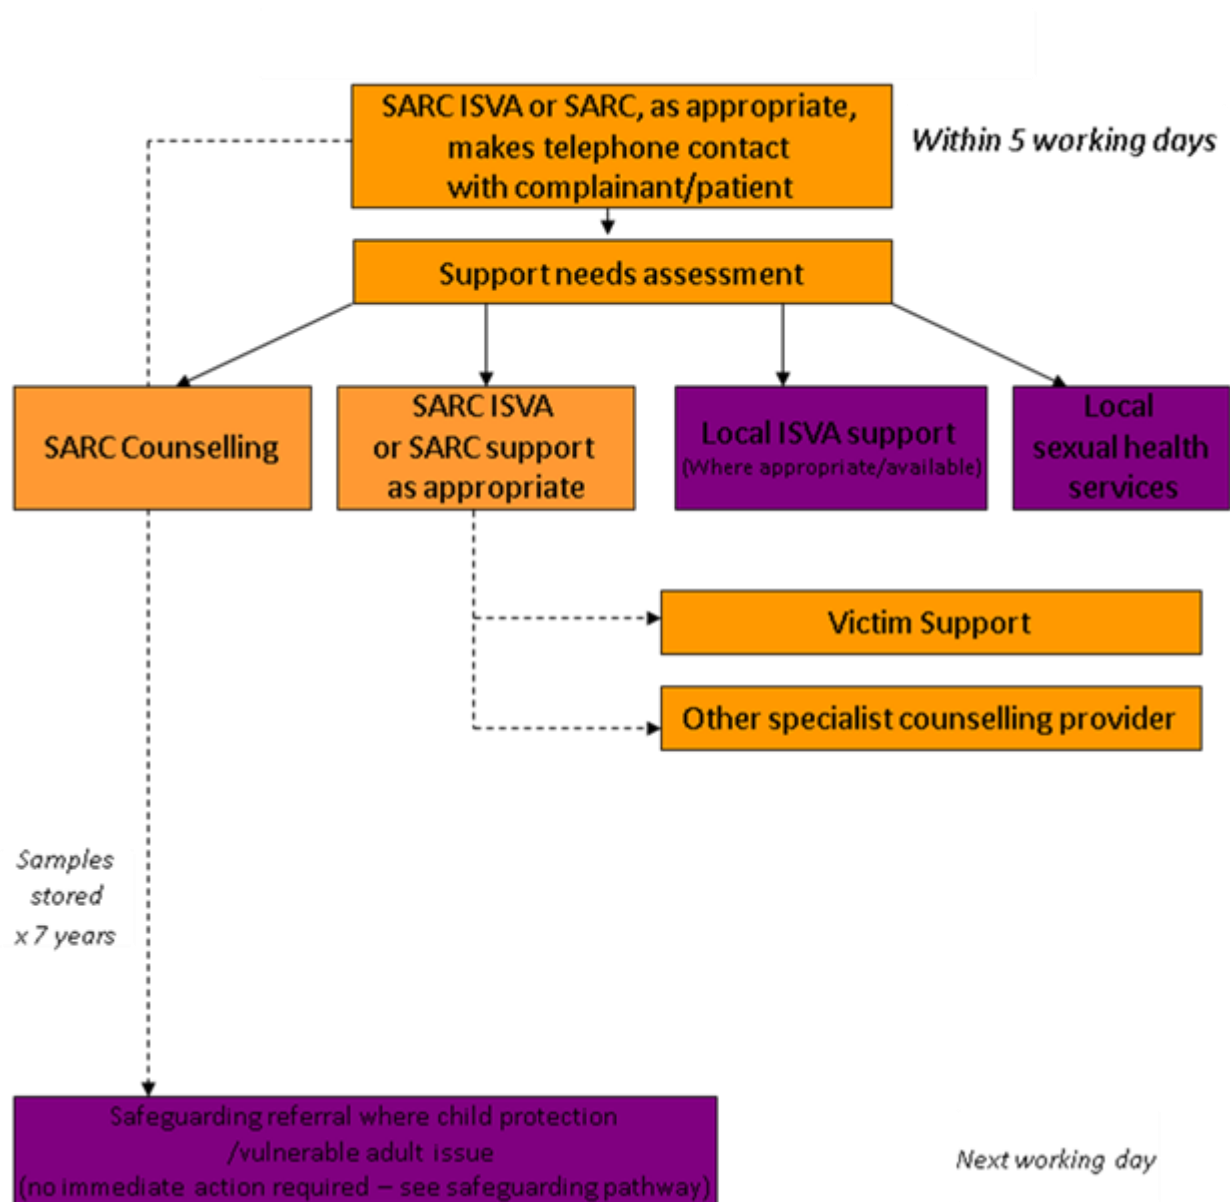 SARC ISVA or SARC, as appropriate,
makes telephone contact
with complainant/patient
Within 5 working days
Support needs assessment
SARC Counselling
SARC ISVA
or SARC support
as appropriate
Local ISVA support
(Where appropriate/available)
Local
sexual health
services
Victim Support
Other specialist counselling provider
Samples
stored
x 7 years
Safeguarding referral where child protection
/vulnerable adult issue
(no immediate action required – see safeguarding pathway)
Next working day